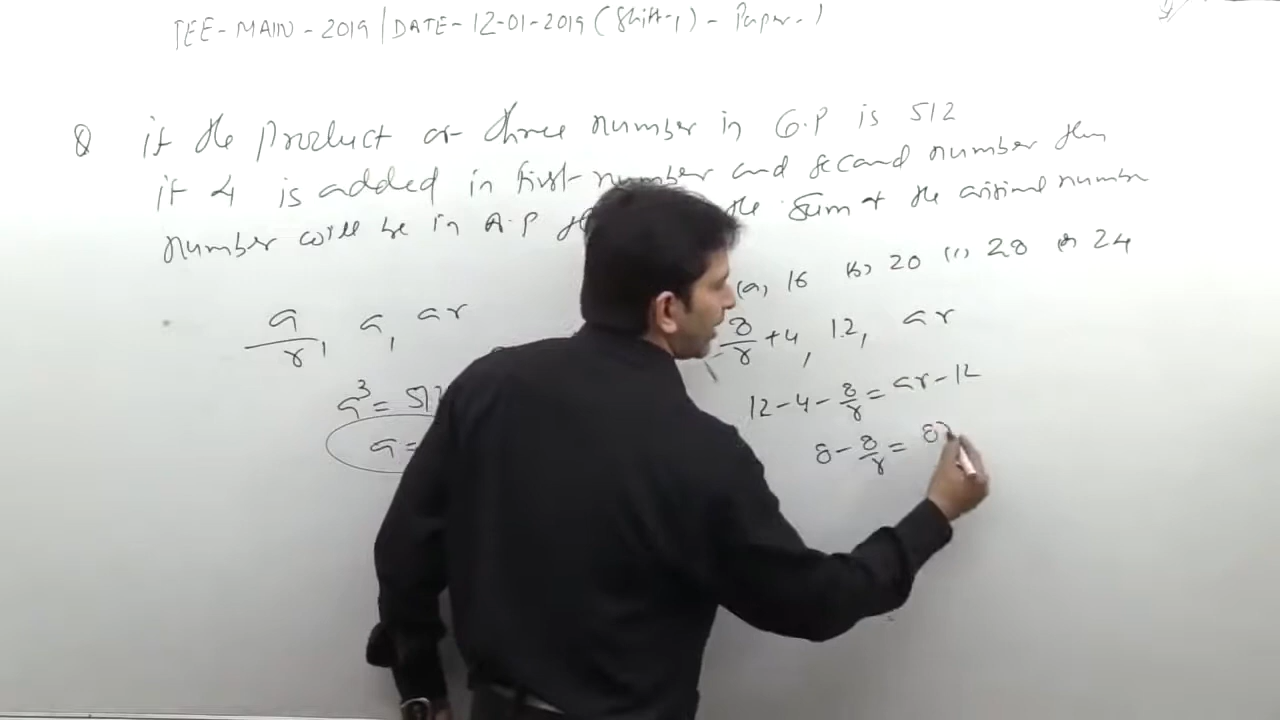 JEE-MAIN-2019 | DATE-12-01-2019 (Shift-1) - Paper-1
Q if the Product or three number in G.P is 512
if 4 is added in first number and second number then
number will be in A.P the Sum of the original number
(a) 16 (b) 20 (c) 28 24
a/r, a, ar
8/r + 4, 12, ar
a³ = 512
12 - 4 - 8/r = ar - 12
a =
8 - 8/r = 8